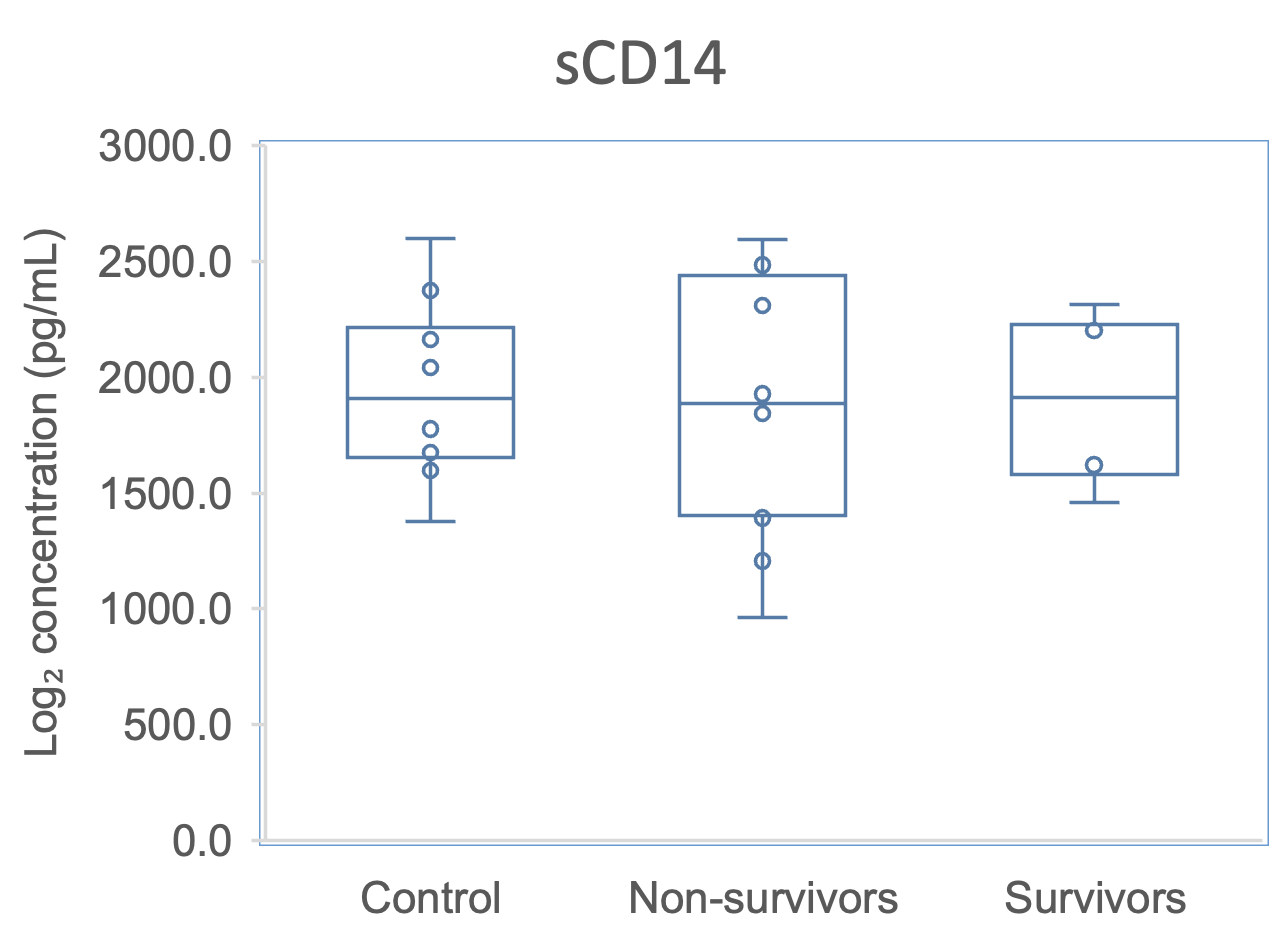 sCD14
3000.0
2500.0
2000.0
1500.0
1000.0
500.0
0.0
Log₂ concentration (pg/mL)
Control
Non-survivors
Survivors